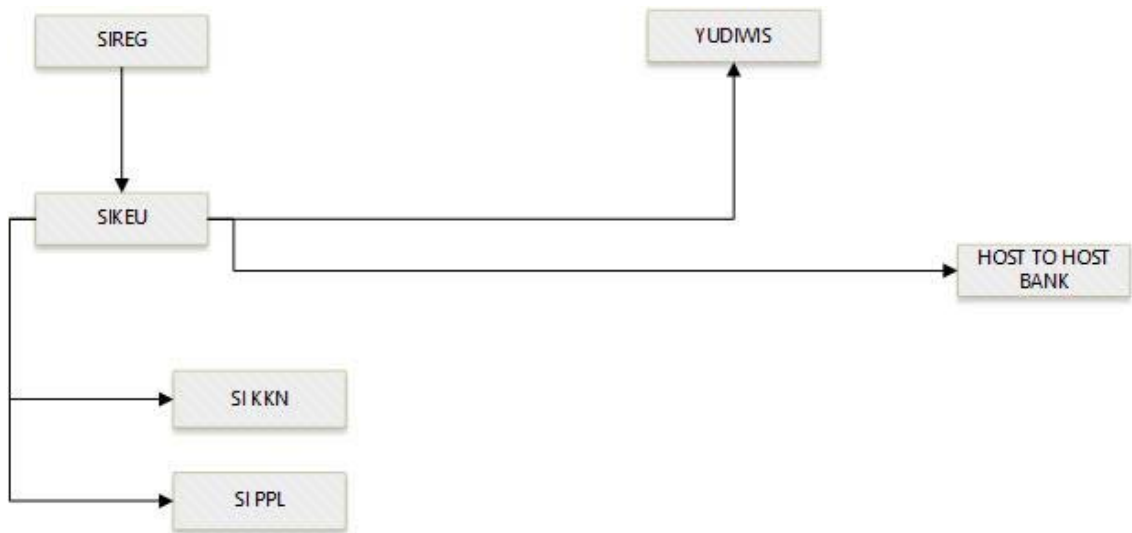 SIREG
YUDIWIS
SIKEU
HOST TO HOST
BANK
SI KKN
SI PPL